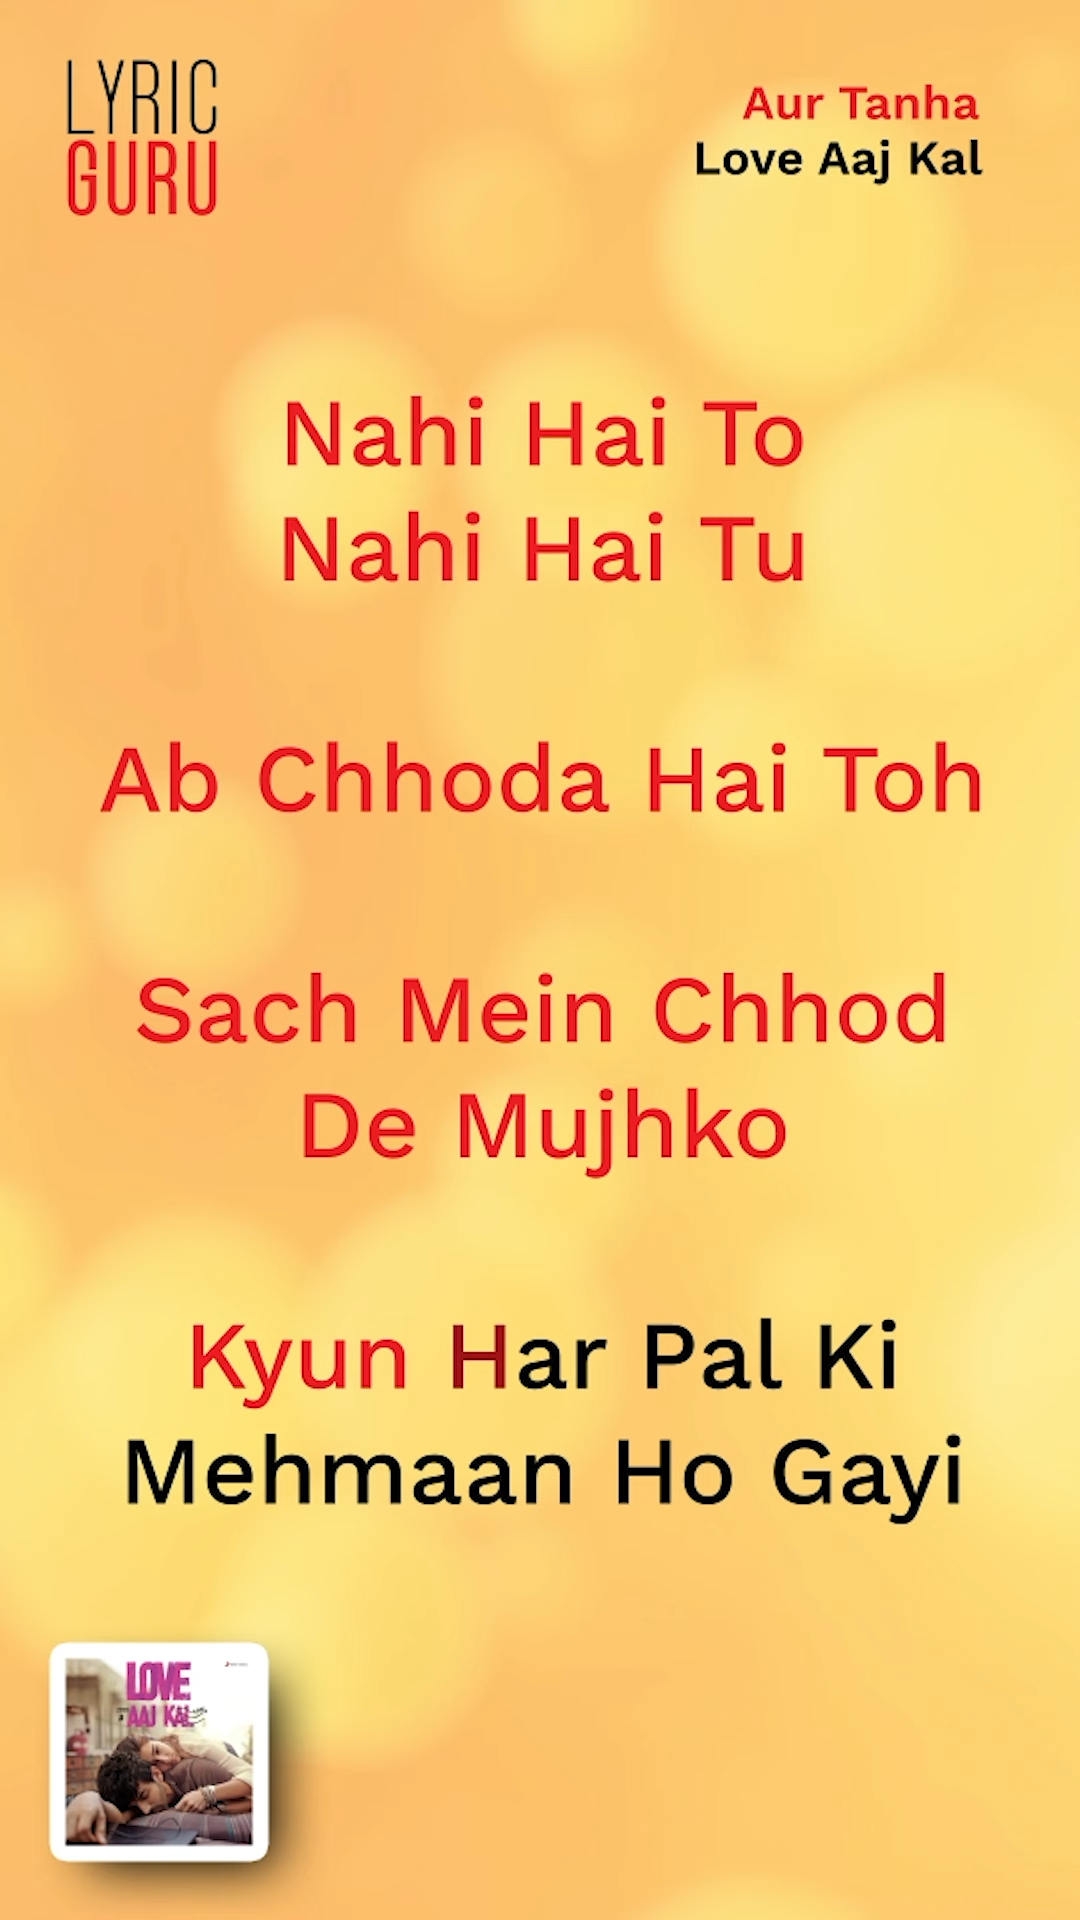 LYRIC
GURU
Aur Tanha
Love Aaj Kal
Nahi Hai To
Nahi Hai Tu
Ab Chhoda Hai Toh
Sach Mein Chhod
De Mujhko
Kyun Har Pal Ki
Mehmaan Ho Gayi
LOVE
AAJ KAL